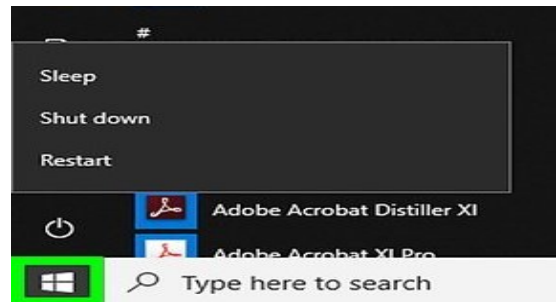 #
Sleep
Shut down
Restart
Adobe Acrobat Distiller XI
Adobe Acrobat XI Pro
Type here to search